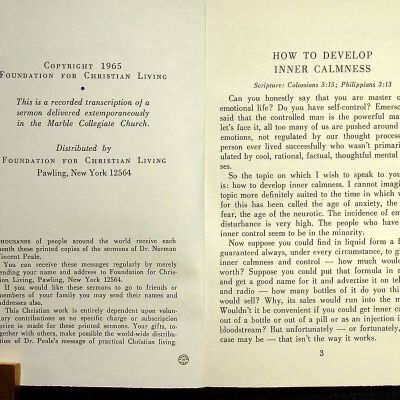 COPYRIGHT 1965
FOUNDATION FOR CHRISTIAN LIVING
•
This is a recorded transcription of a
sermon delivered extemporaneously
in the Marble Collegiate Church.
Distributed by
FOUNDATION FOR CHRISTIAN LIVING
Pawling, New York 12564
THOUSANDS of people around the world receive each
month these printed copies of the sermons of Dr. Norman
Vincent Peale.
You can receive these messages regularly by merely
sending your name and address to Foundation for Chris-
tian Living, Pawling, New York 12564.
If you would like these sermons to go to friends or
members of your family you may send their names and
addresses also.
This Christian work is entirely dependent upon volun-
tary contributions as no specific charge or subscription
price is made for these printed sermons. Your gifts, to-
gether with others, make possible the world-wide distribu-
tion of Dr. Peale's message of practical Christian living.
HOW TO DEVELOP
INNER CALMNESS
Scripture: Colossians 3:15; Philippians 3:13
Can you honestly say that you are master of
emotional life? Do you have self-control? Emerso
said that the controlled man is the powerful ma
let's face it, all too many of us are pushed around
emotions, not regulated by our thought process
person ever lived successfully who wasn't primari
ulated by cool, rational, factual, thoughtful mental
ses.
So the topic on which I wish to speak to you
is: how to develop inner calmness. I cannot imagi
topic more definitely suited to the time in which w
for this has been called the age of anxiety, the a
fear, the age of the neurotic. The incidence of em
disturbance is very high. The people who have
inner control seem to be in the minority.
Now suppose you could find in liquid form a f
guaranteed always, under every circumstance, to g
inner calmness and control — how much would
worth? Suppose you could put that formula in a
and get a good name for it and advertise it on tel
and radio — how many bottles of it do you thi
would sell? Why, its sales would run into the m
Wouldn't it be convenient if you could get inner ca
out of a bottle or out of a pill or as an injection i
bloodstream? But unfortunately — or fortunately,
case may be — that isn't the way it works.
3